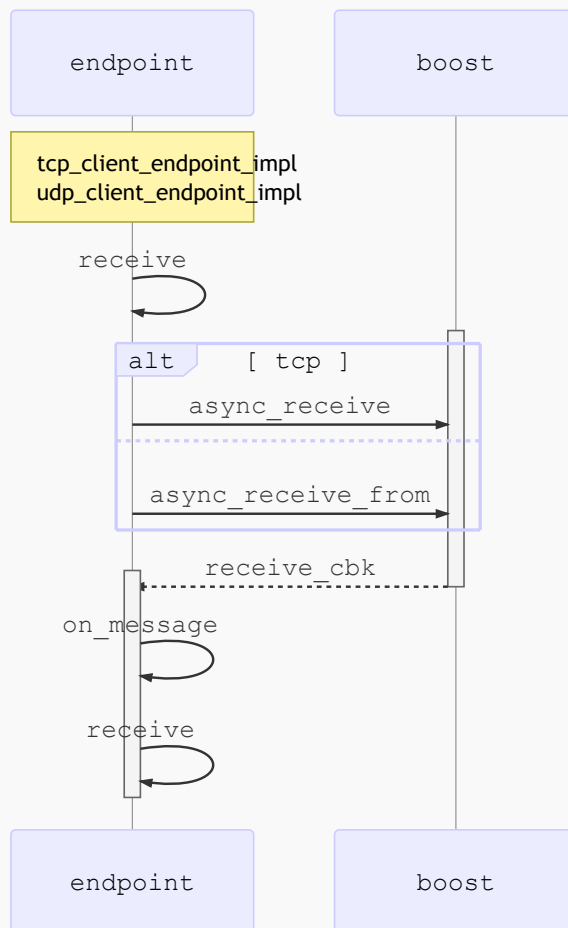 endpoint
boost
tcp_client_endpoint_impl
udp_client_endpoint_impl
receive
alt
[ tcp ]
async_receive
async_receive_from
receive_cbk
on_message
receive
endpoint
boost